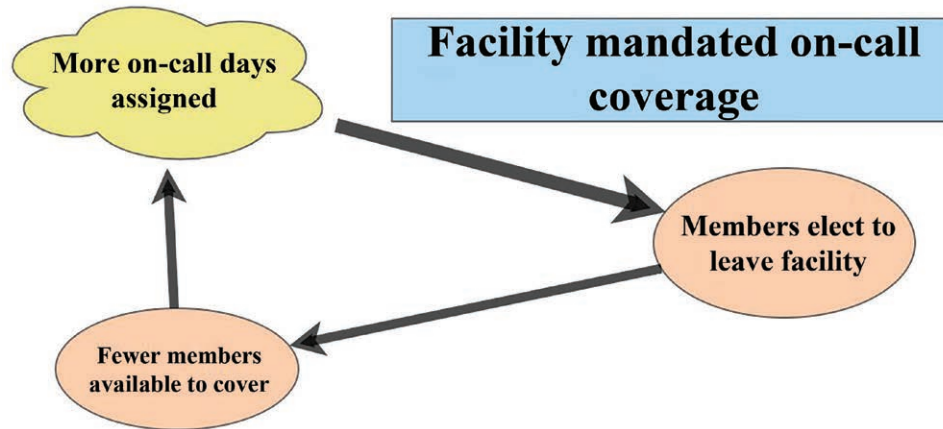 More on-call days
assigned
Facility mandated on-call
coverage
Members elect to
leave facility
Fewer members
available to cover